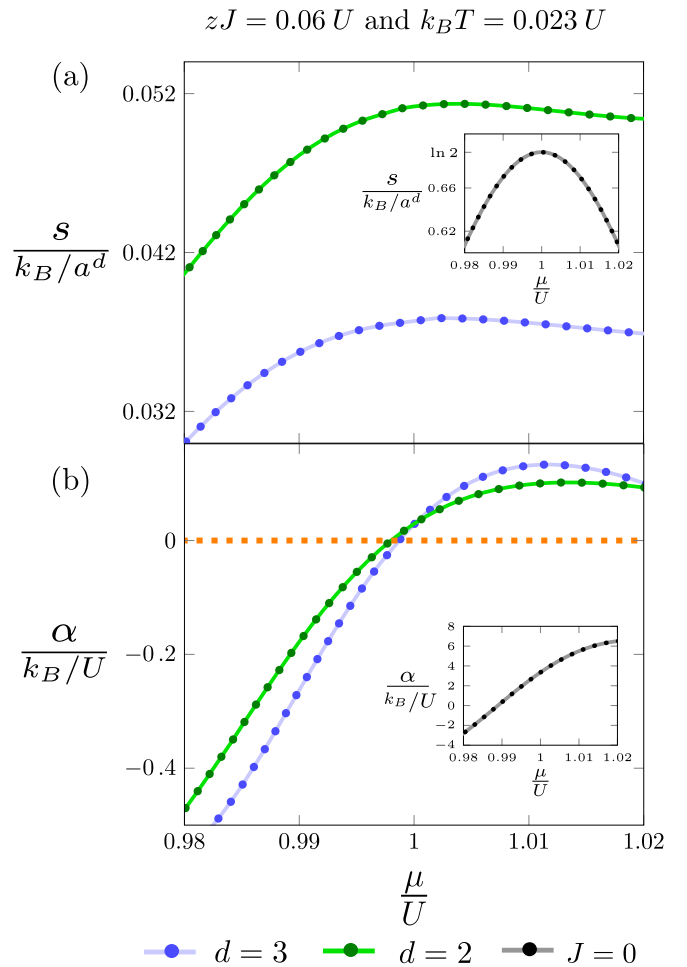 zJ = 0.06 U and k_B T = 0.023 U
(a)
0.052
0.042
0.032
s
k_B/a^d
ln 2
0.66
0.62
s
k_B/a^d
0.98 0.99 1 1.01 1.02
μ
U
(b)
0
−0.2
−0.4
α
k_B/U
8
6
4
2
0
−2
−4
α
k_B/U
0.98 0.99 1 1.01 1.02
μ
U
0.98 0.99 1 1.01 1.02
μ
U
d = 3 d = 2 J = 0